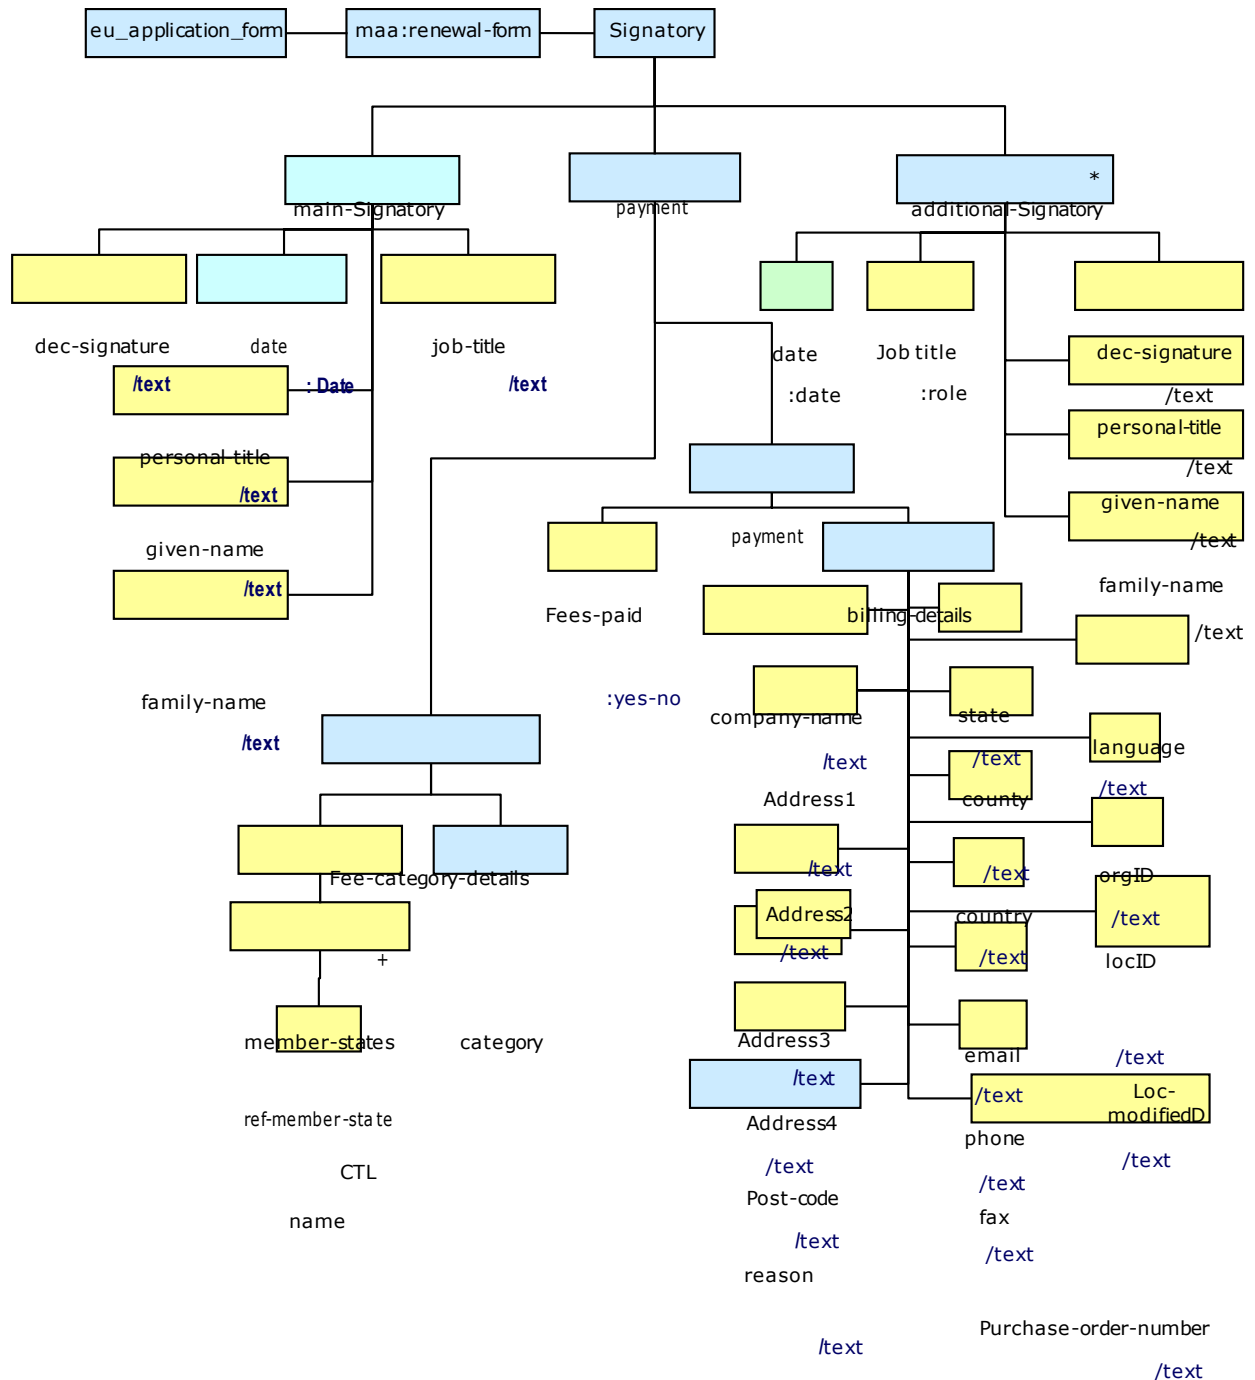 eu_application_form
maa:renewal-form
Signatory
*
main-Signatory
payment
additional-Signatory
dec-signature
date
job-title
date
Job title
dec-signature
/text
: Date
/text
:date
:role
/text
personal-title
/text
personal-title
/text
given-name
/text
given-name
/text
payment
family-name
/text
Fees-paid
:yes-no
billing-details
family-name
/text
company-name
/text
state
/text
language
/text
Address1
/text
county
/text
orgID
/text
Fee-category-details
Address2
/text
country
/text
locID
/text
+
member-states
category
Address3
/text
email
/text
Loc-
modifiedD
/text
ref-member-state
CTL
name
Address4
/text
phone
/text
Post-code
/text
fax
/text
reason
/text
Purchase-order-number
/text